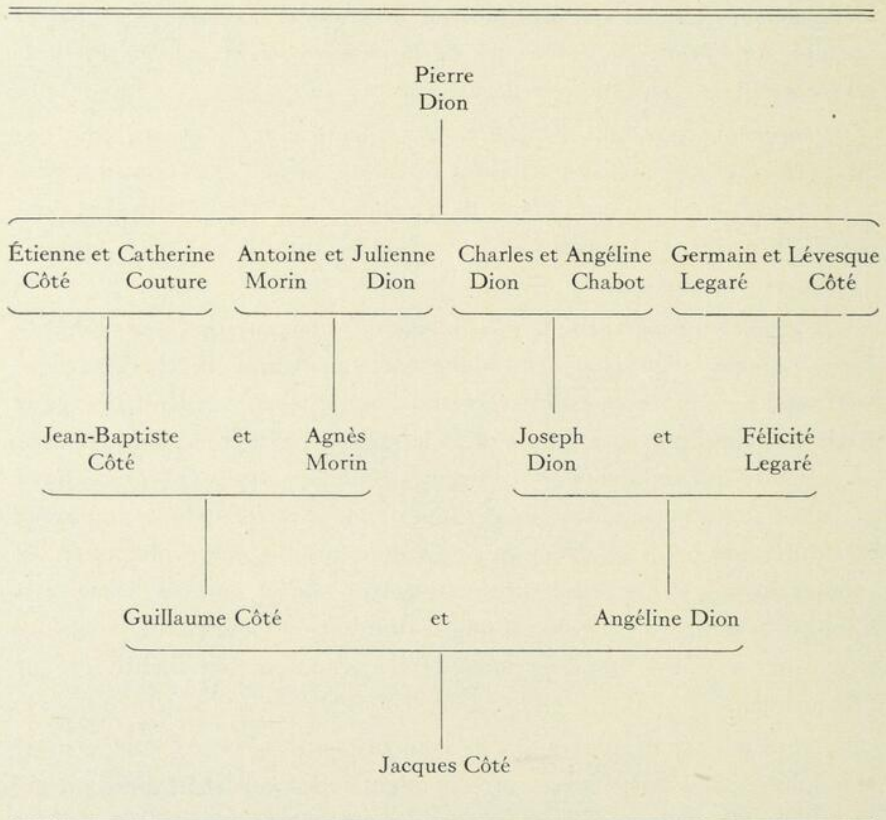 Pierre
Dion
Étienne et Catherine Antoine et Julienne Charles et Angéline Germain et Lévesque
Côté Couture Morin Dion Dion Chabot Legaré Côté
Jean-Baptiste et Agnès Joseph et Félicité
Côté Morin Dion Legaré
Guillaume Côté et Angéline Dion
Jacques Côté